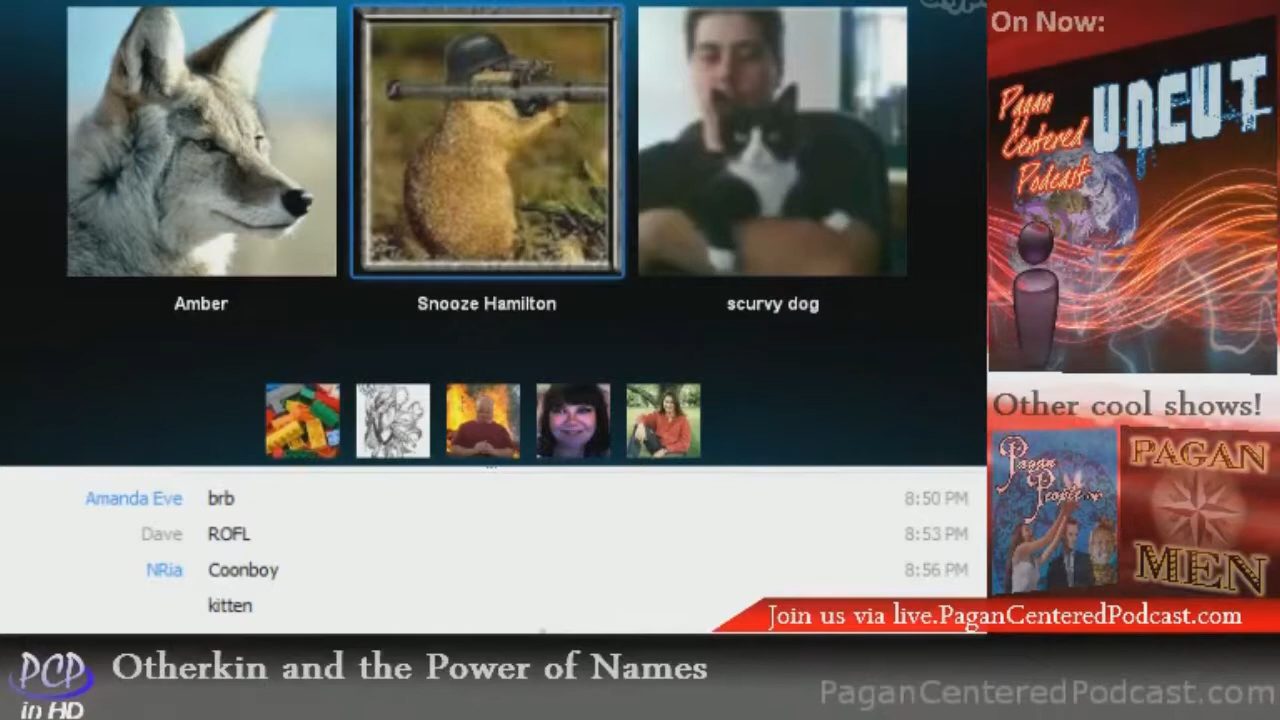 On Now:
Pagan
Centered
Podcast
UNCUT
Amber
Snooze Hamilton
scurvy dog
Other cool shows!
Pagan
People
PAGAN
MEN
Amanda Eve brb 8:50 PM
Dave ROFL 8:53 PM
NRia Coonboy 8:56 PM
kitten
Join us via live.PaganCenteredPodcast.com
PCP
in HD
Otherkin and the Power of Names
PaganCenteredPodcast.com